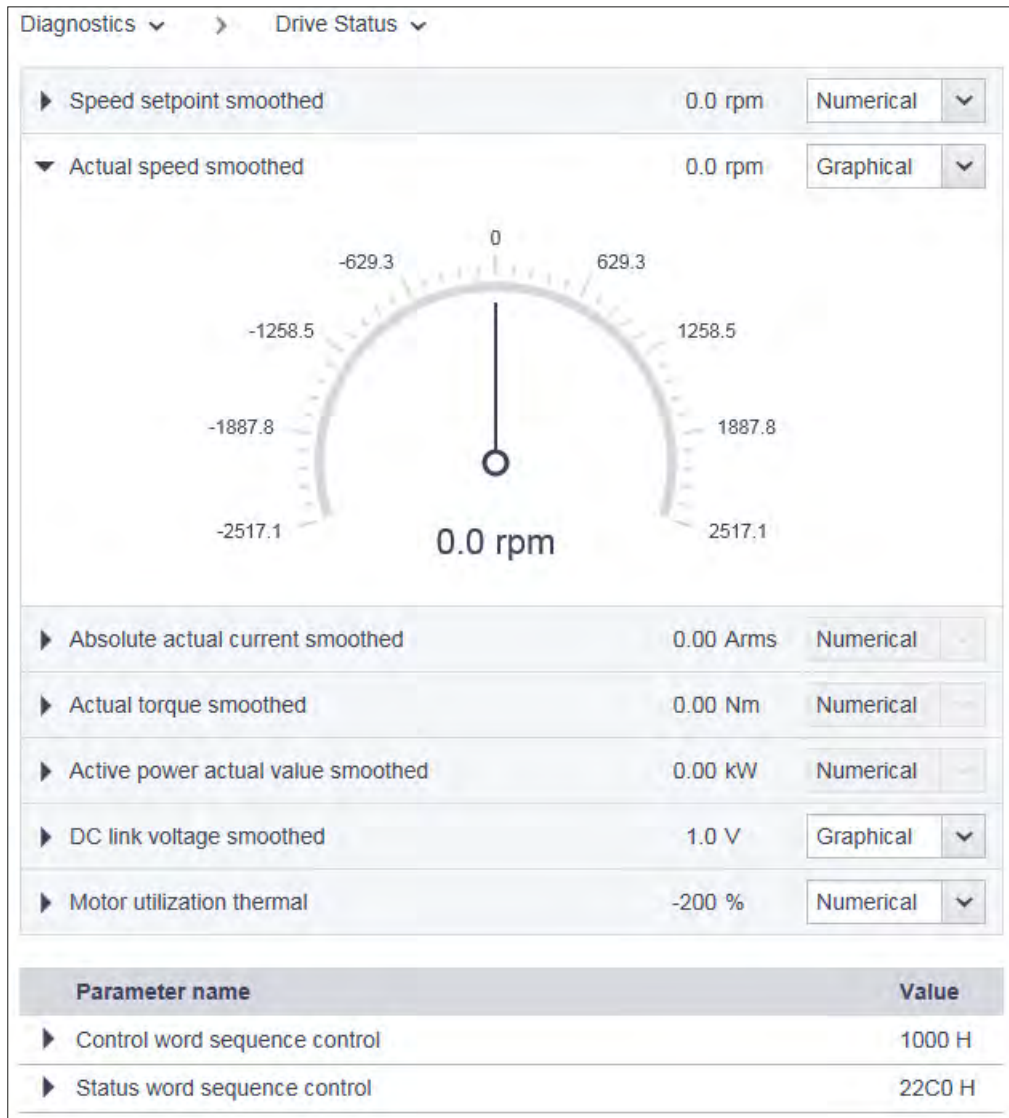 Diagnostics > Drive Status
Speed setpoint smoothed 0.0 rpm Numerical
Actual speed smoothed 0.0 rpm Graphical
0
-629.3 629.3
-1258.5 1258.5
-1887.8 1887.8
-2517.1 2517.1
0.0 rpm
Absolute actual current smoothed 0.00 Arms Numerical
Actual torque smoothed 0.00 Nm Numerical
Active power actual value smoothed 0.00 kW Numerical
DC link voltage smoothed 1.0 V Graphical
Motor utilization thermal -200 % Numerical
Parameter name Value
Control word sequence control 1000 H
Status word sequence control 22C0 H